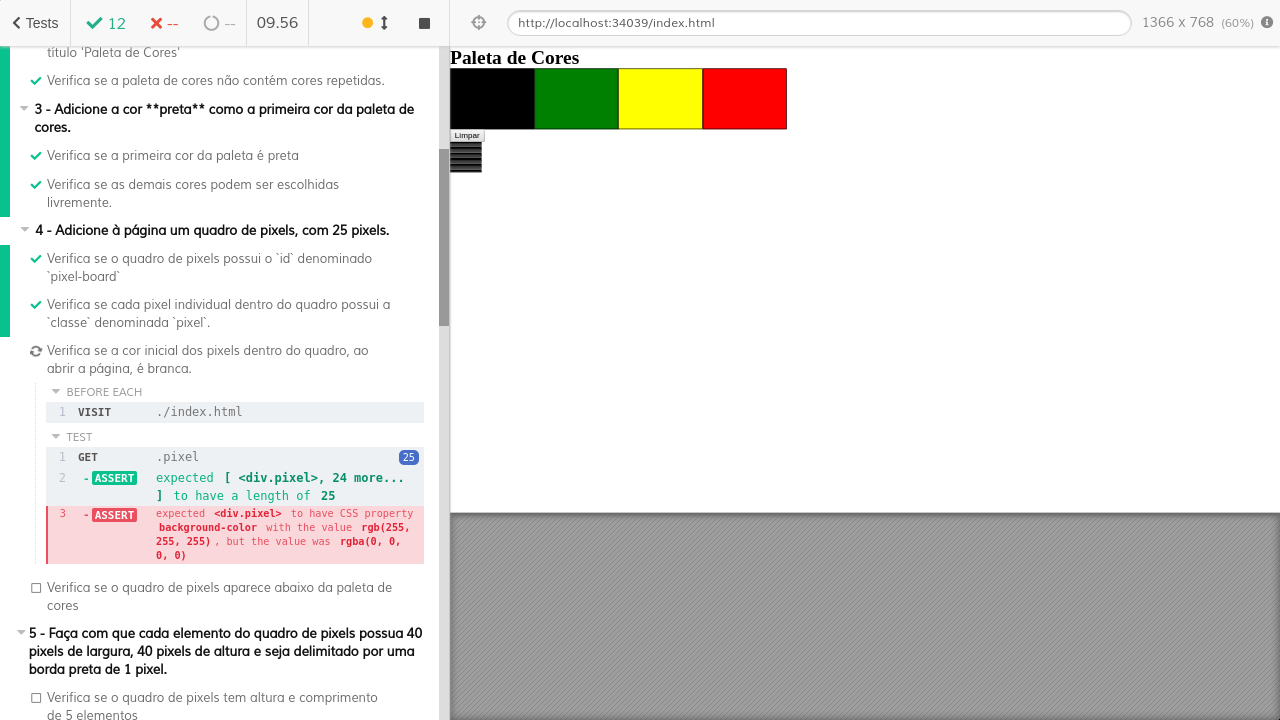 Tests
12
--
--
09.56
http://localhost:34039/index.html
1366 x 768 (60%)
título 'Paleta de Cores'
Verifica se a paleta de cores não contém cores repetidas.
3 - Adicione a cor **preta** como a primeira cor da paleta de
cores.
Verifica se a primeira cor da paleta é preta
Verifica se as demais cores podem ser escolhidas
livremente.
4 - Adicione à página um quadro de pixels, com 25 pixels.
Verifica se o quadro de pixels possui o `id` denominado
`pixel-board`
Verifica se cada pixel individual dentro do quadro possui a
`classe` denominada `pixel`.
Verifica se a cor inicial dos pixels dentro do quadro, ao
abrir a página, é branca.
BEFORE EACH
1 VISIT ./index.html
TEST
1 GET .pixel 25
2 -ASSERT expected [ <div.pixel>, 24 more...
] to have a length of 25
3 -ASSERT expected <div.pixel> to have CSS property
background-color with the value rgb(255,
255, 255), but the value was rgba(0, 0,
0, 0)
Verifica se o quadro de pixels aparece abaixo da paleta de
cores
5 - Faça com que cada elemento do quadro de pixels possua 40
pixels de largura, 40 pixels de altura e seja delimitado por uma
borda preta de 1 pixel.
Verifica se o quadro de pixels tem altura e comprimento
de 5 elementos
Paleta de Cores
Limpar